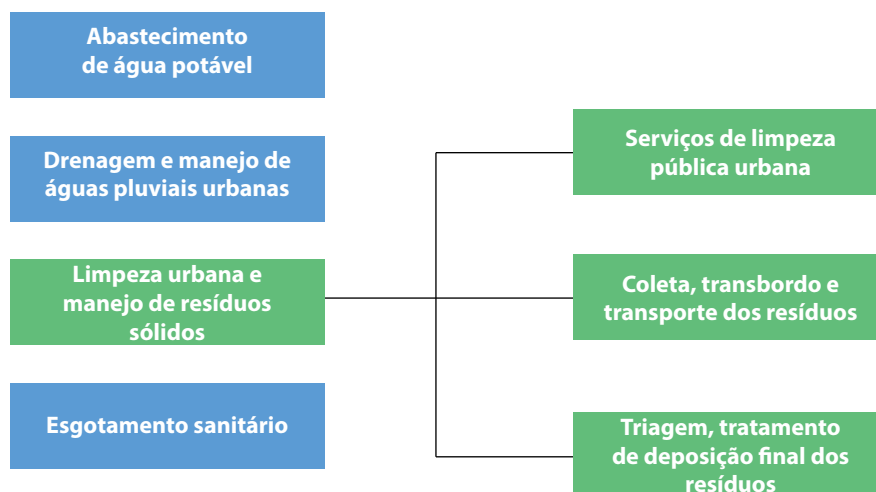 Abastecimento
de água potável
Drenagem e manejo de
águas pluviais urbanas
Limpeza urbana e
manejo de resíduos
sólidos
Esgotamento sanitário
Serviços de limpeza
pública urbana
Coleta, transbordo e
transporte dos resíduos
Triagem, tratamento
de deposição final dos
resíduos